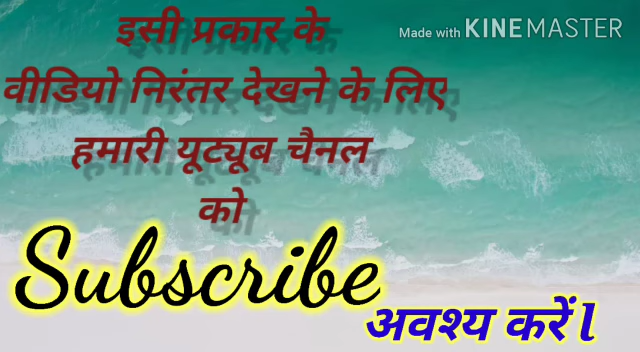 इसी प्रकार के
Made with KINEMASTER
वीडियो निरंतर देखने के लिए
हमारी यूट्यूब चैनल
को
Subscribe
अवश्य करें l